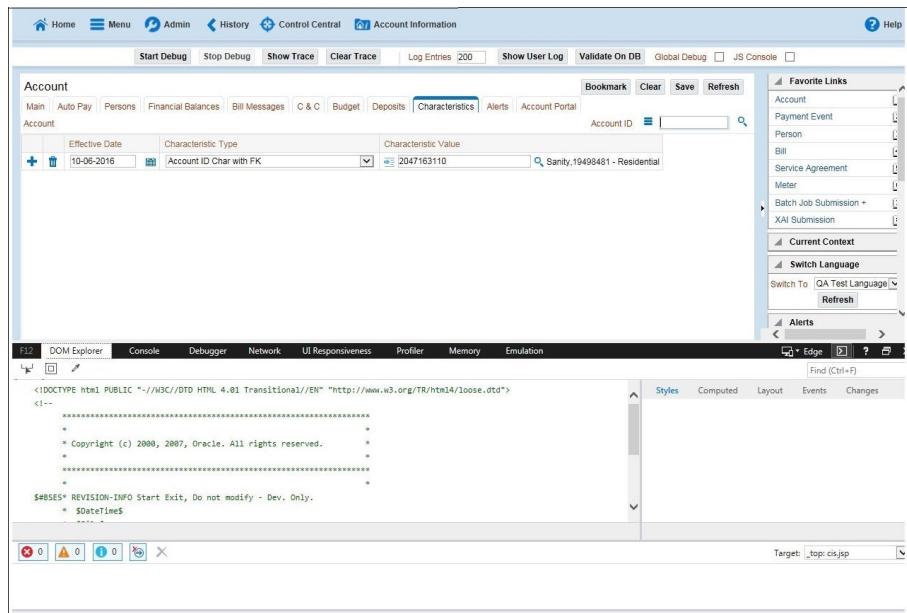 Home Menu Admin History Control Central Account Information Help
Start Debug Stop Debug Show Trace Clear Trace Log Entries 200 Show User Log Validate On DB Global Debug JS Console
Account Bookmark Clear Save Refresh
Main Auto Pay Persons Financial Balances Bill Messages C & C Budget Deposits Characteristics Alerts Account Portal
Account Account ID
Effective Date Characteristic Type Characteristic Value
10-06-2016 Account ID Char with FK 2047163110 Sanity,19498481 - Residential
Favorite Links
Account
Payment Event
Person
Bill
Service Agreement
Meter
Batch Job Submission +
XAI Submission
Current Context
Switch Language
Switch To QA Test Language
Refresh
Alerts
F12 DOM Explorer Console Debugger Network UI Responsiveness Profiler Memory Emulation Edge ?
Find (Ctrl+F)
<!DOCTYPE html PUBLIC "-//W3C//DTD HTML 4.01 Transitional//EN" "http://www.w3.org/TR/html4/loose.dtd">
<!--
* Copyright (c) 2000, 2007, Oracle. All rights reserved. *
$#BSES* REVISION-INFO Start Exit, Do not modify - Dev. Only.
* $DateTime$
Styles Computed Layout Events Changes
0 0 0
Target: _top: cis.jsp